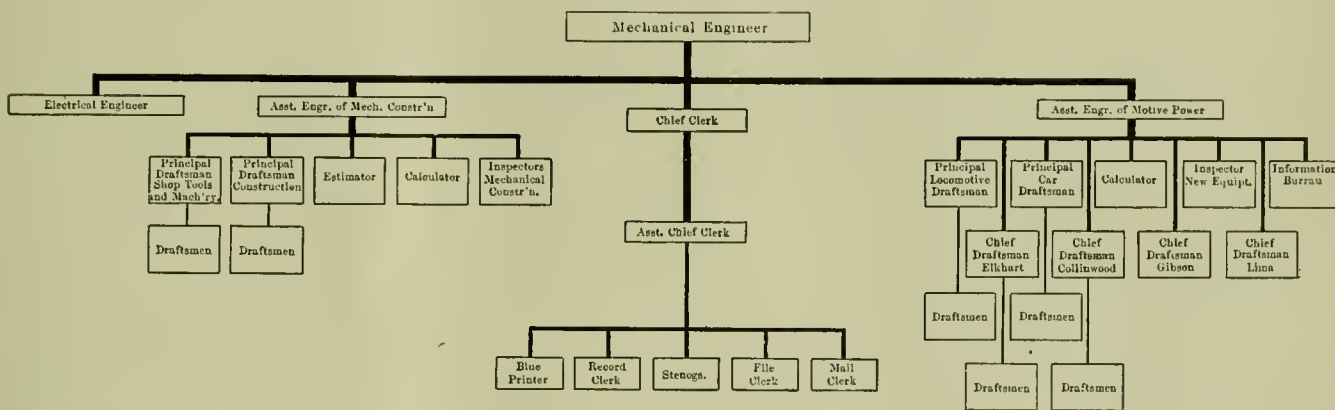 Mechanical Engineer
Electrical Engineer
Asst. Engr. of Mech. Constr'n
Chief Clerk
Asst. Engr. of Motive Power
Principal
Draftsman
Shop Tools
and Mach'ry.
Principal
Draftsman
Construction
Estimator
Calculator
Inspectors
Mechanical
Constr'n.
Principal
Locomotive
Draftsman
Principal
Car
Draftsman
Calculator
Inspector
New Equipt.
Information
Bureau
Draftsmen
Draftsmen
Asst. Chief Clerk
Chief
Draftsman
Elkhart
Chief
Draftsman
Collinwood
Chief
Draftsman
Gibson
Chief
Draftsman
Lima
Draftsmen
Draftsmen
Blue
Printer
Record
Clerk
Stenogs.
File
Clerk
Mail
Clerk
Draftsmen
Draftsmen